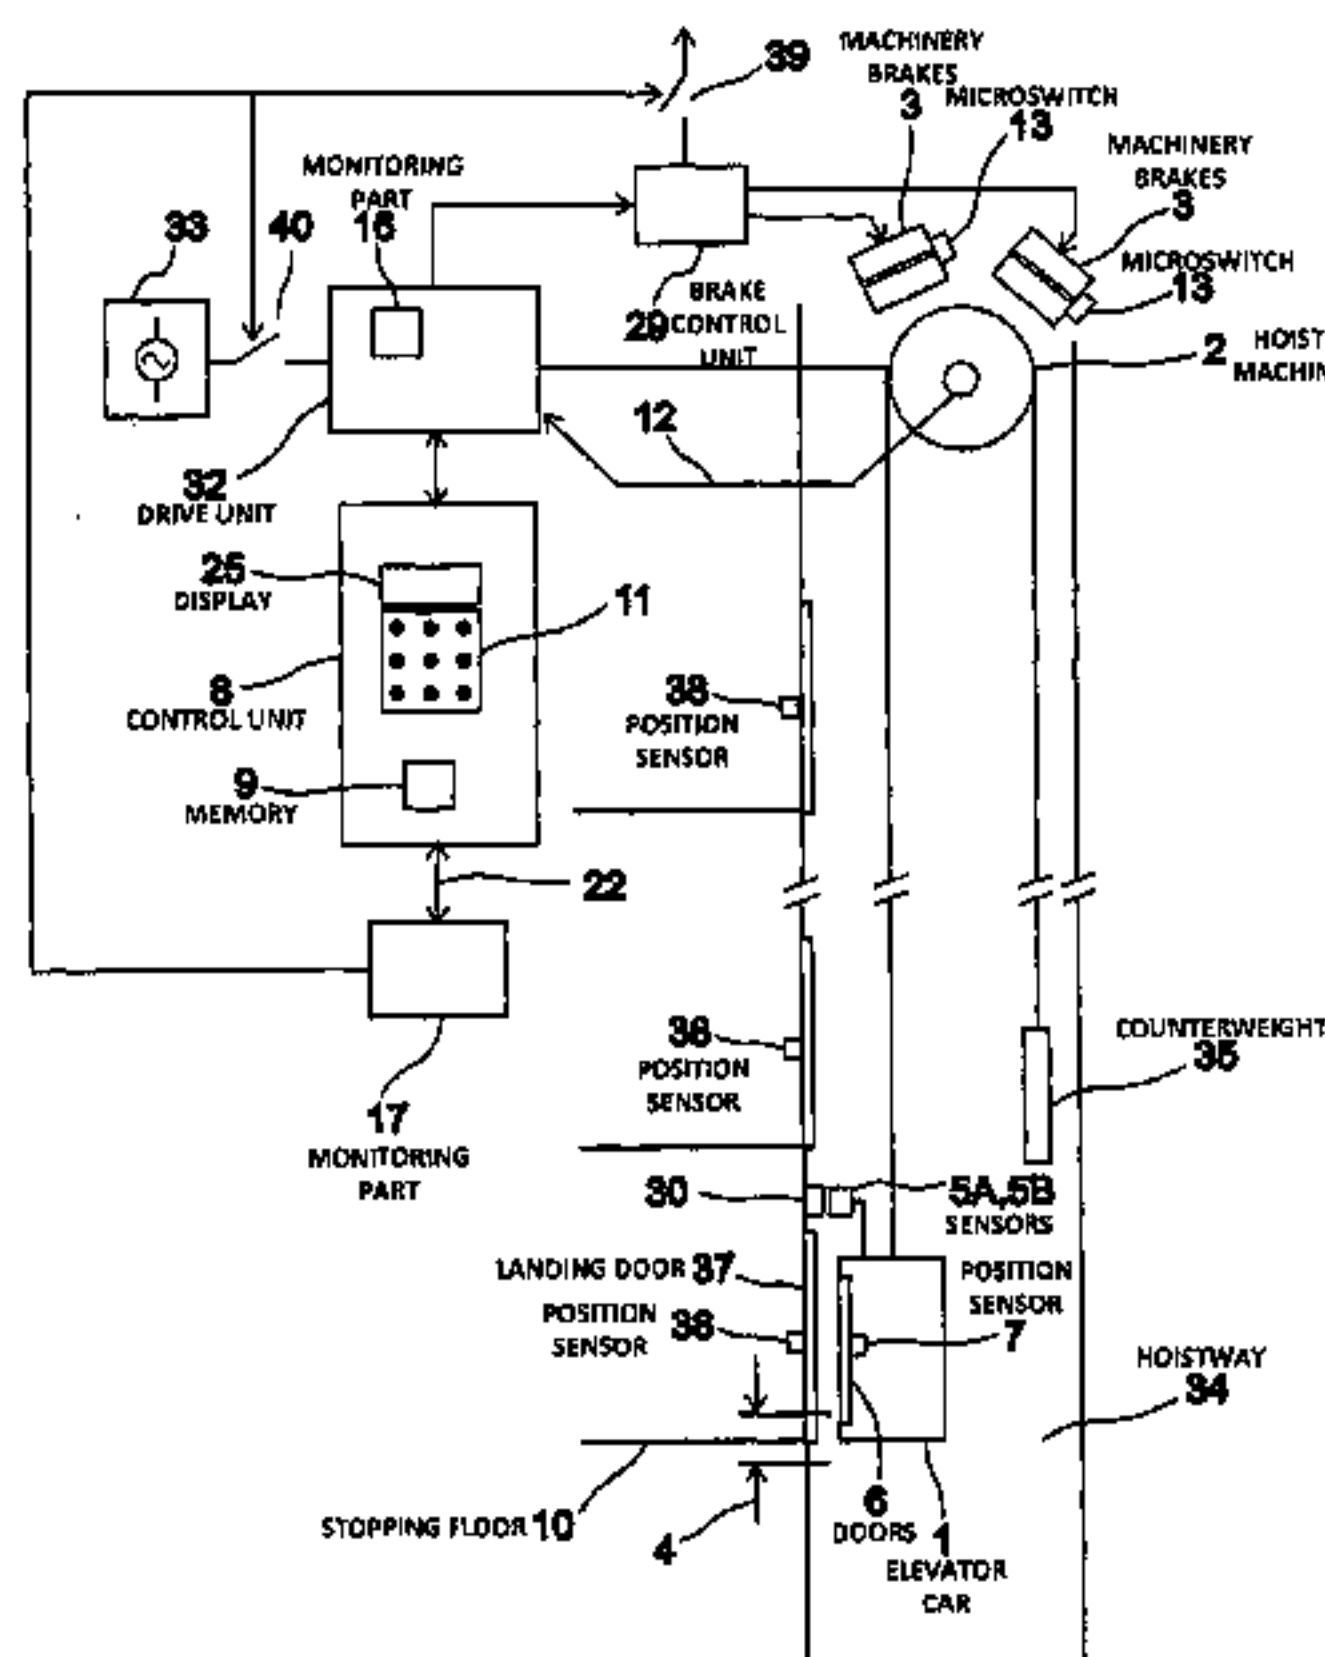 39
MACHINERY
BRAKES
3
MICROSWITCH
13
MACHINERY
BRAKES
3
MICROSWITCH
13
MONITORING
PART
16
33
40
BRAKE
29 CONTROL
UNIT
2
HOIST
MACHIN
12
32
DRIVE UNIT
25
DISPLAY
11
8
CONTROL UNIT
38
POSITION
SENSOR
9
MEMORY
22
COUNTERWEIGHT
35
38
POSITION
SENSOR
17
MONITORING
PART
30
5A,5B
SENSORS
LANDING DOOR 37
POSITION
SENSOR
7
POSITION
SENSOR
38
HOISTWAY
34
STOPPING FLOOR 10
4
6
DOORS
1
ELEVATOR
CAR